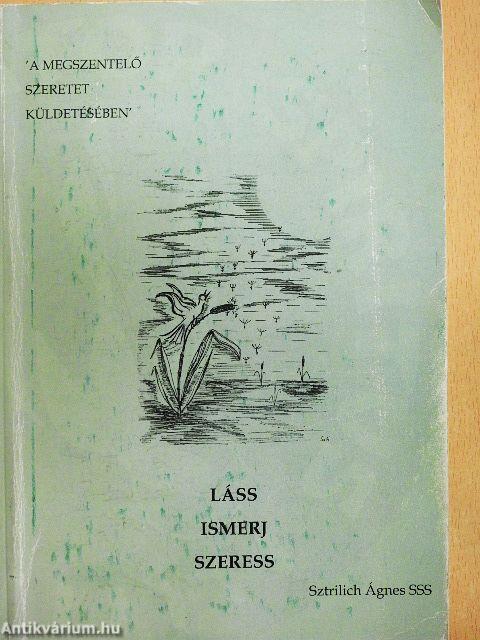 'A MEGSZENTELŐ
SZERETET
KÜLDETÉSÉBEN'
LÁSS
ISMERJ
SZERESS
Sztrilich Ágnes SSS
Antikvárium.hu